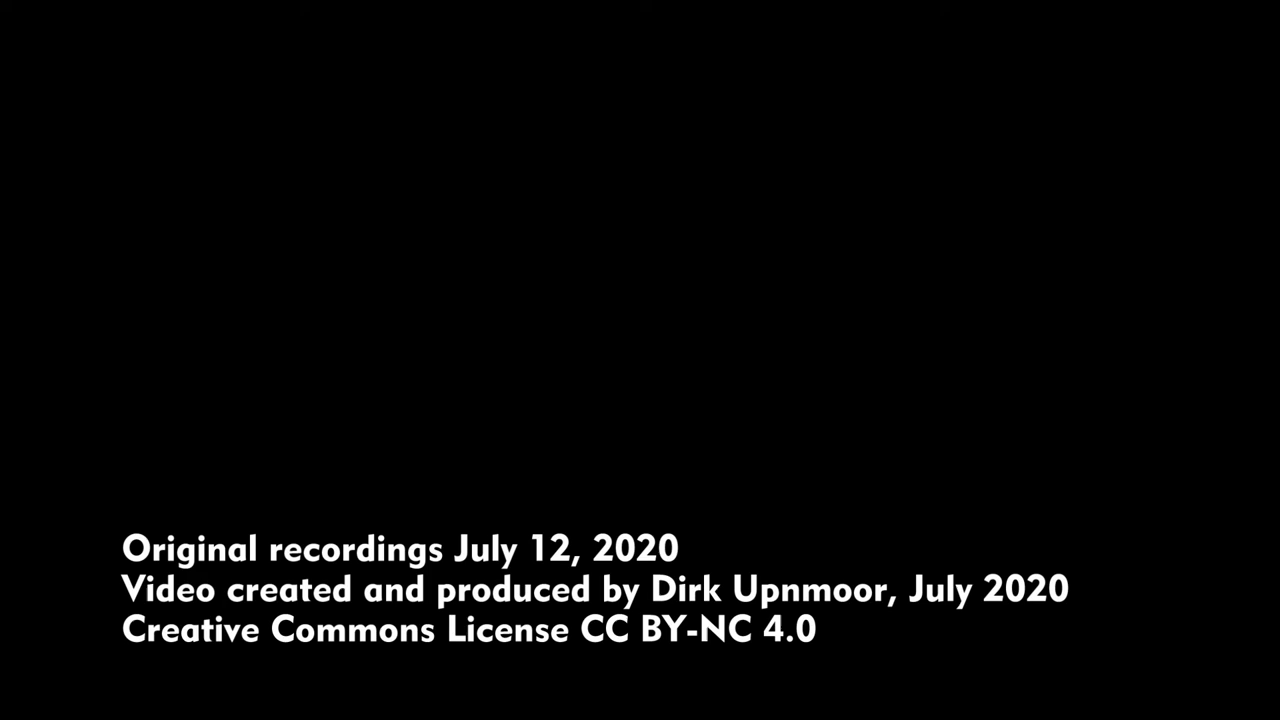 Original recordings July 12, 2020
Video created and produced by Dirk Upnmoor, July 2020
Creative Commons License CC BY-NC 4.0